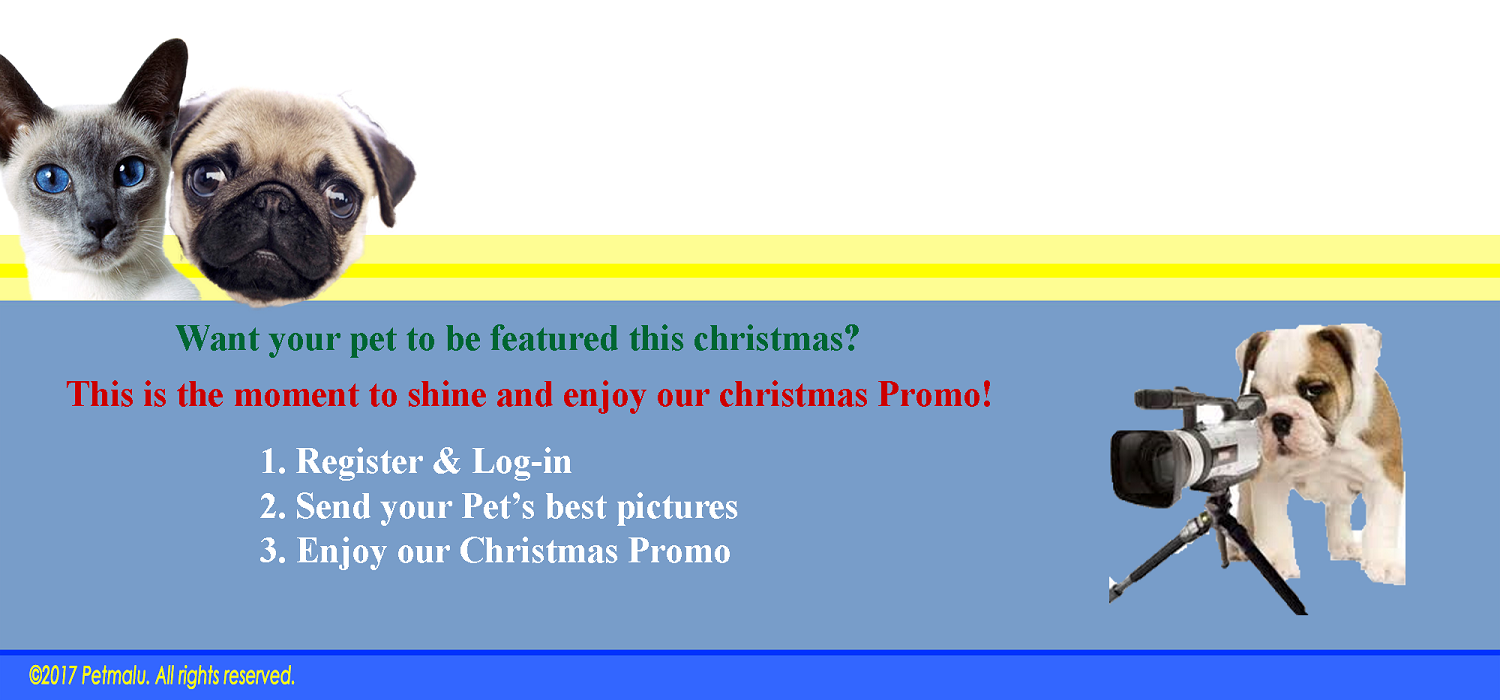 Want your pet to be featured this christmas?
This is the moment to shine and enjoy our christmas Promo!
1. Register & Log-in
2. Send your Pet’s best pictures
3. Enjoy our Christmas Promo
©2017 Petmalu. All rights reserved.